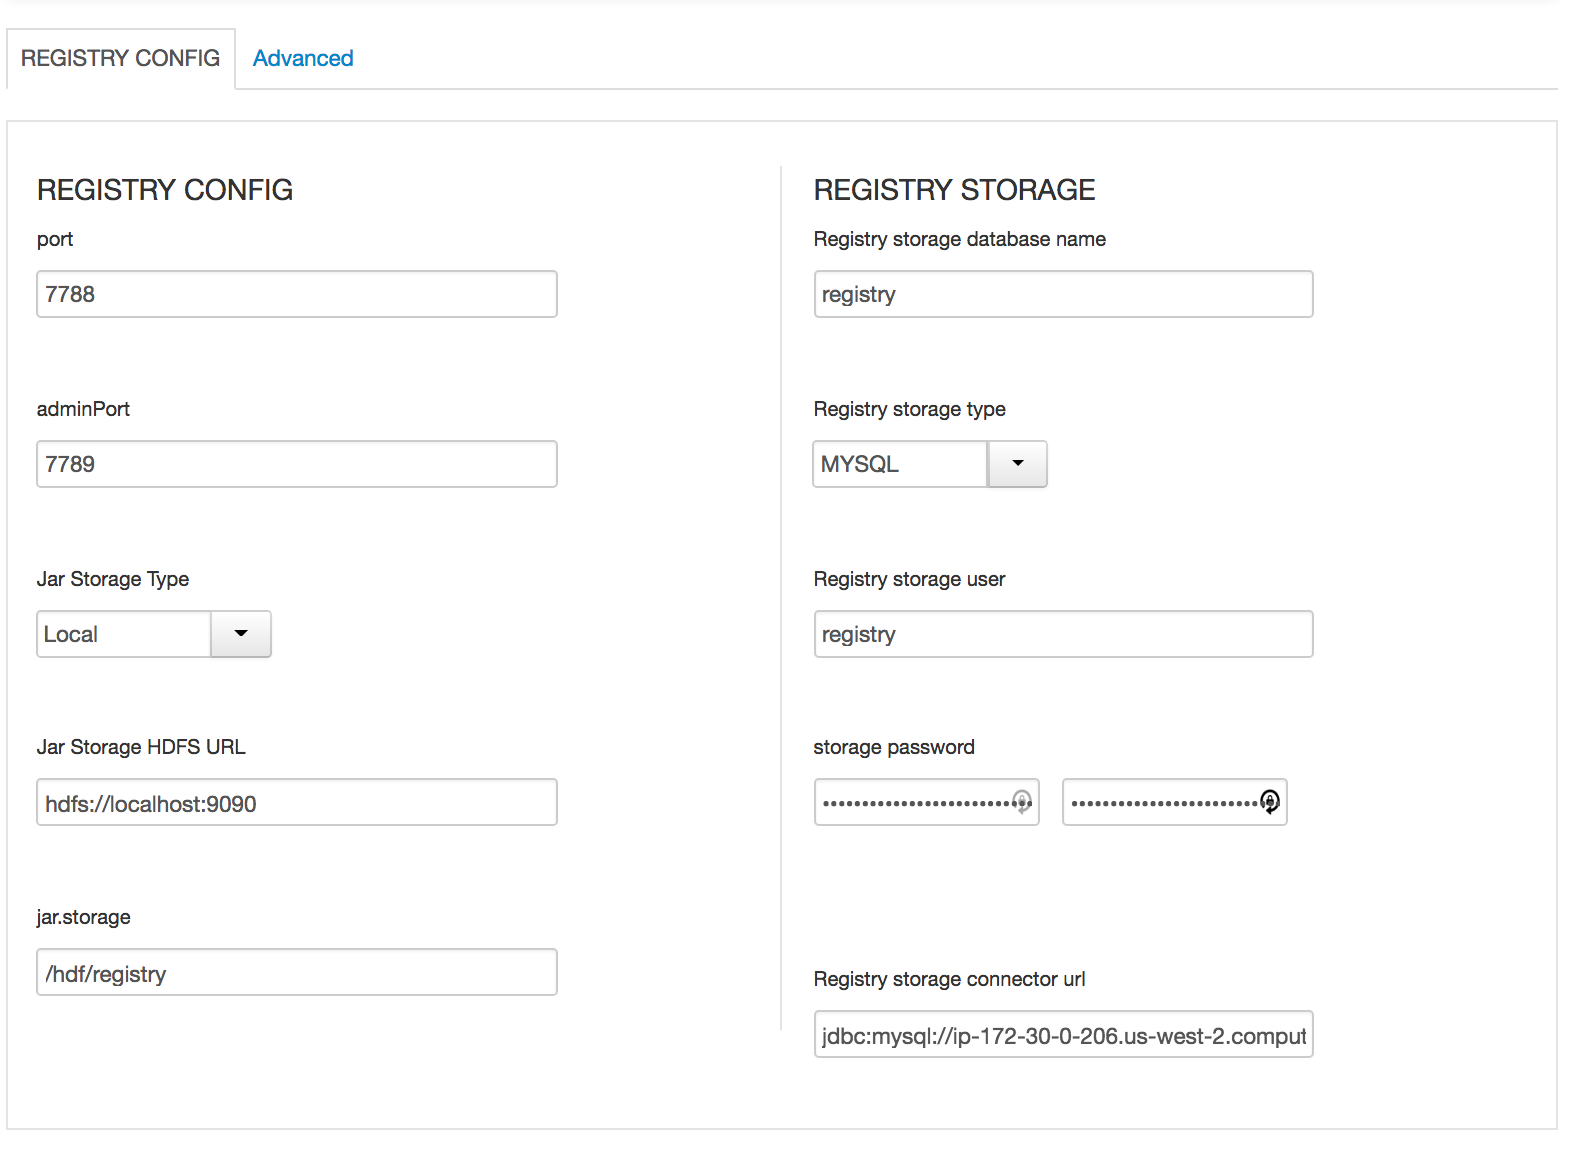 REGISTRY CONFIG Advanced
REGISTRY CONFIG
port
7788
adminPort
7789
Jar Storage Type
Local
Jar Storage HDFS URL
hdfs://localhost:9090
jar.storage
/hdf/registry
REGISTRY STORAGE
Registry storage database name
registry
Registry storage type
MYSQL
Registry storage user
registry
storage password
Registry storage connector url
jdbc:mysql://ip-172-30-0-206.us-west-2.comput